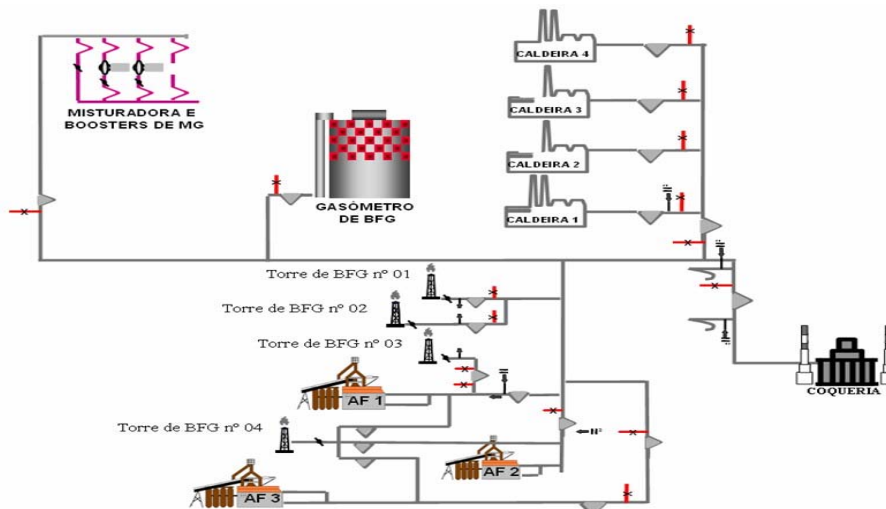 CALDEIRA 4
MISTURADORA E
BOOSTERS DE MG
CALDEIRA 3
CALDEIRA 2
GASÔMETRO
DE BFG
CALDEIRA 1
Torre de BFG nº 01
Torre de BFG nº 02
Torre de BFG nº 03
AF 1
COQUERIA
Torre de BFG nº 04
AF 2
AF 3